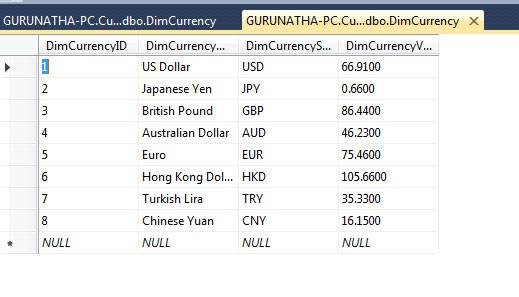 GURUNATHA-PC.Cu...dbo.DimCurrency GURUNATHA-PC.Cu...dbo.DimCurrency
DimCurrencyID DimCurrency... DimCurrencyS... DimCurrencyV...
1 US Dollar USD 66.9100
2 Japanese Yen JPY 0.6600
3 British Pound GBP 86.4400
4 Australian Dollar AUD 46.2300
5 Euro EUR 75.4600
6 Hong Kong Dol... HKD 105.6600
7 Turkish Lira TRY 35.3300
8 Chinese Yuan CNY 16.1500
NULL NULL NULL NULL